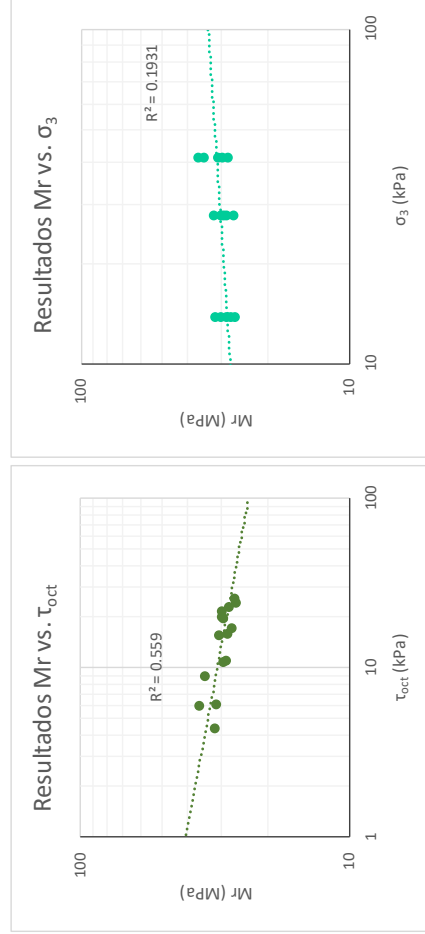 Resultados Mr vs. τoct
100
Mr (MPa)
10
R² = 0.559
1
10
100
τoct (kPa)
Resultados Mr vs. σ3
100
Mr (MPa)
10
R² = 0.1931
10
100
σ3 (kPa)